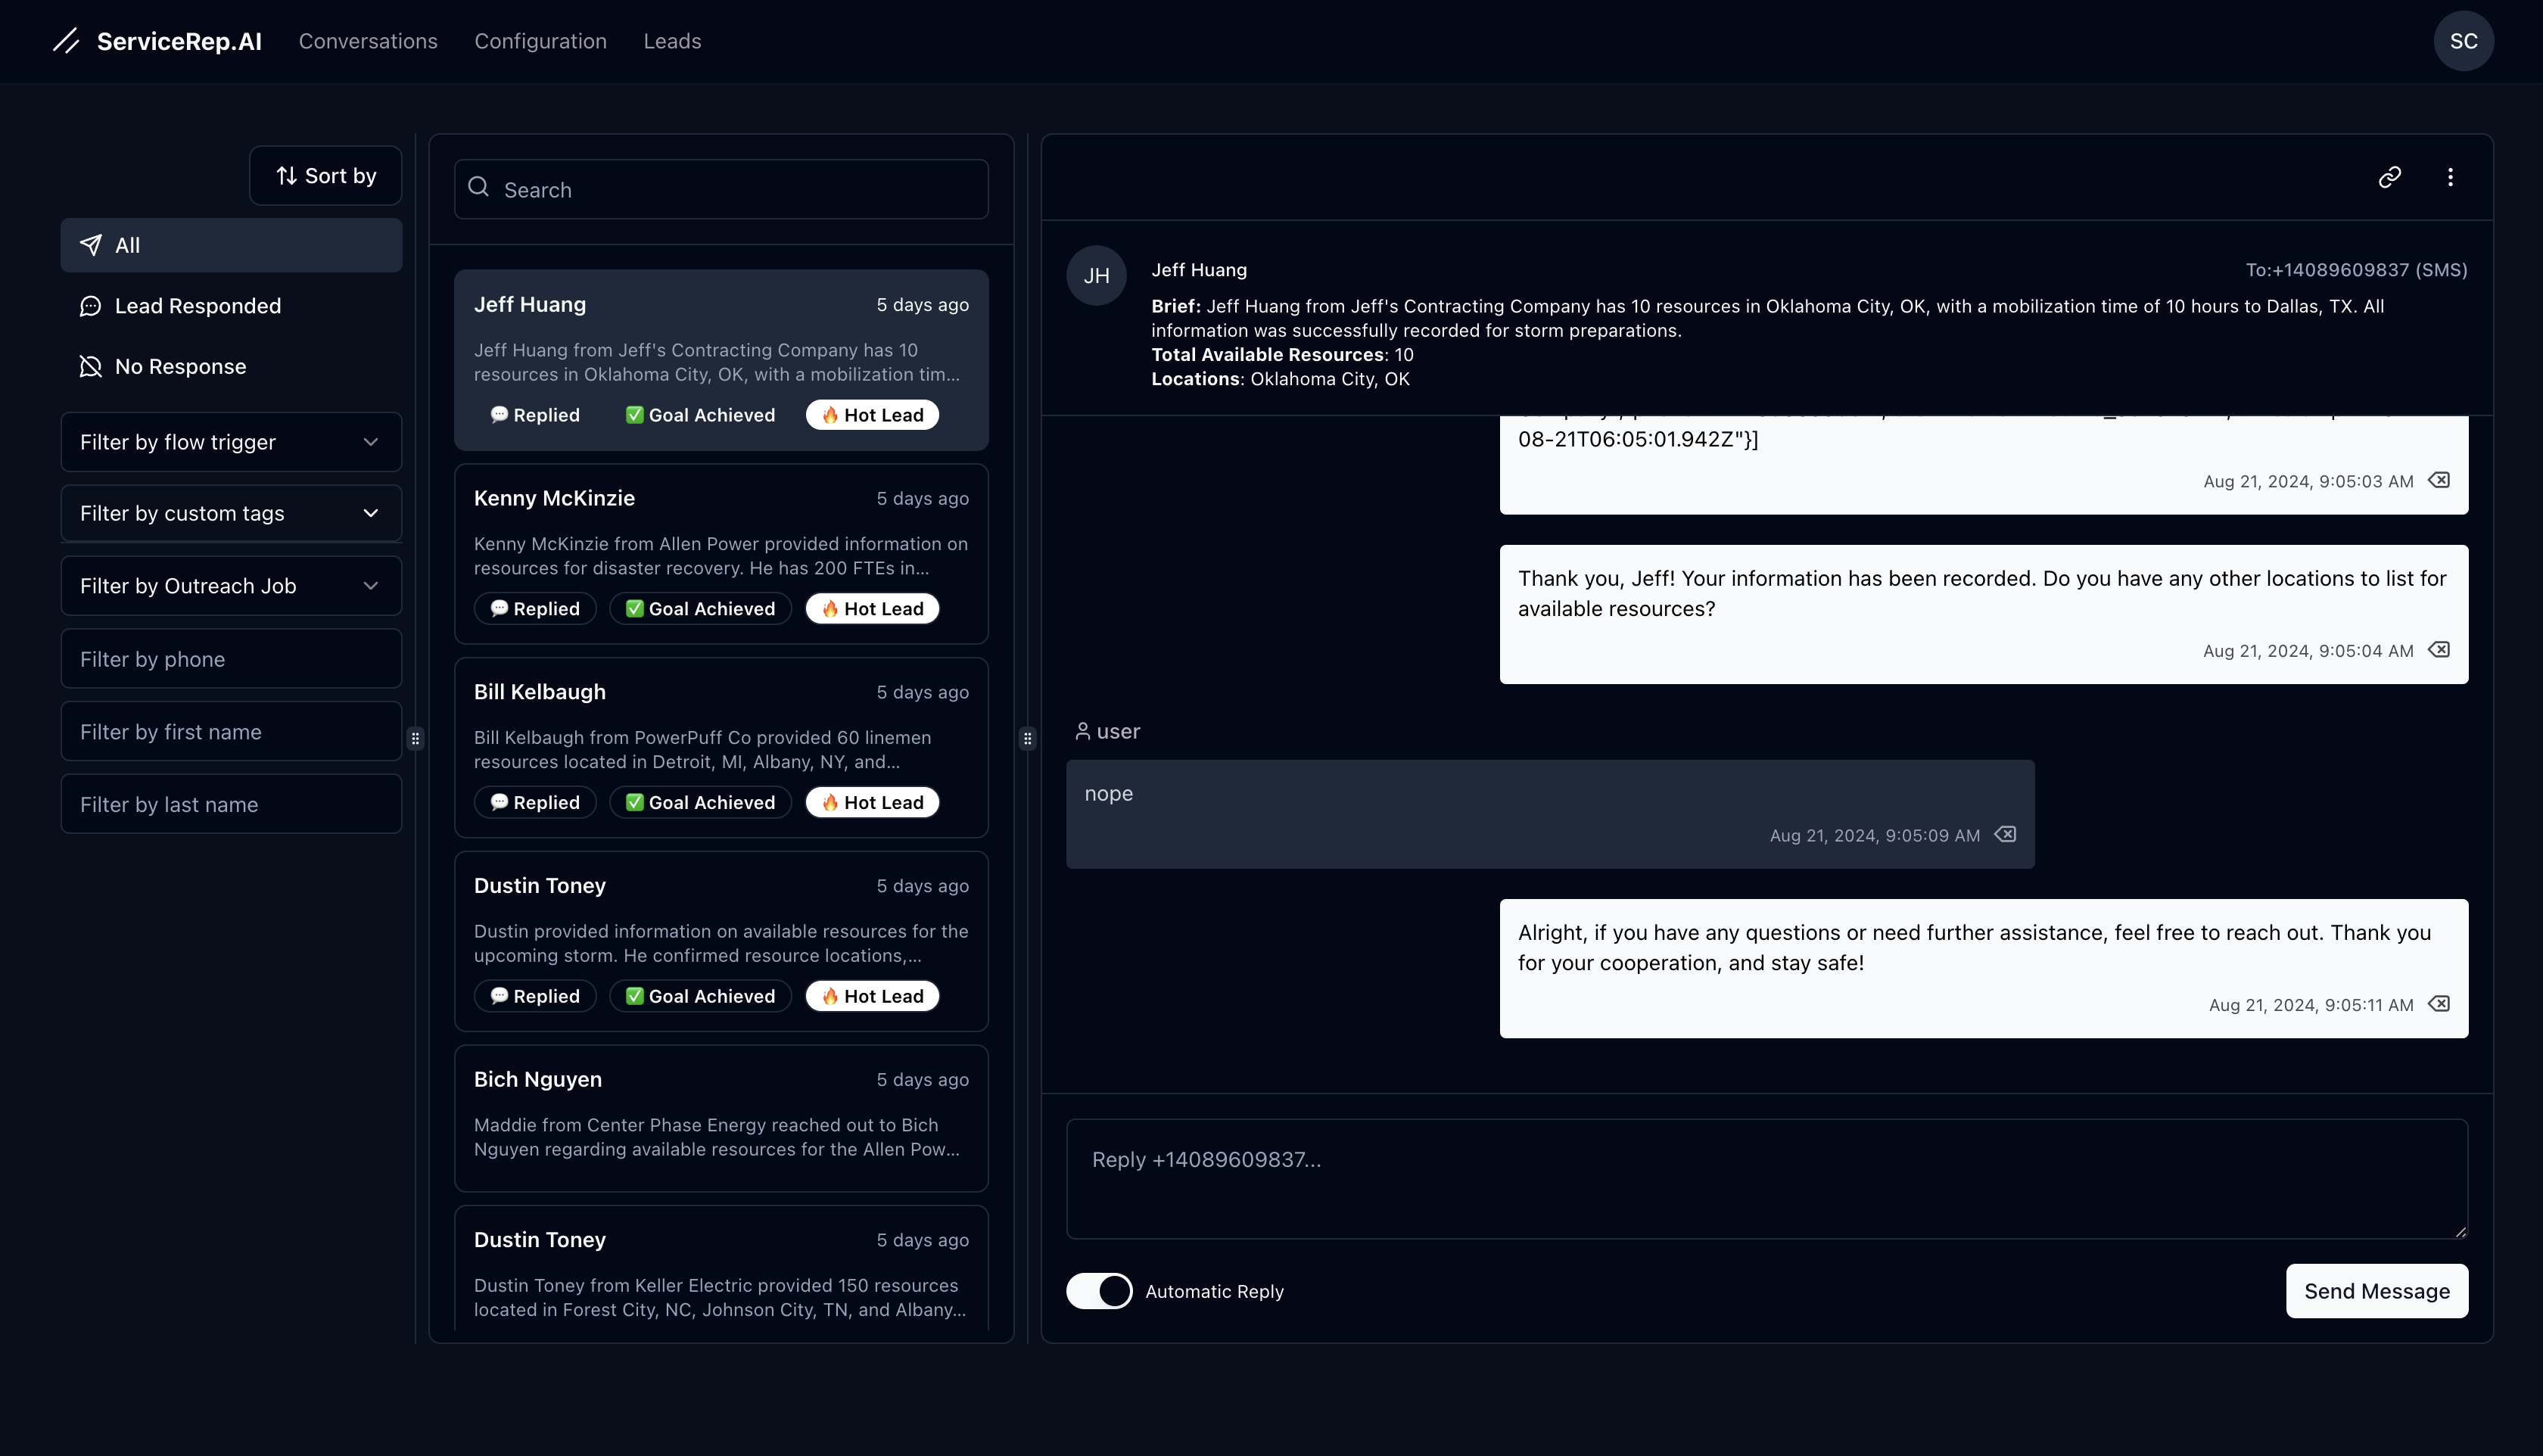 ServiceRep.AI Conversations Configuration Leads SC
Sort by
All
Lead Responded
No Response
Filter by flow trigger
Filter by custom tags
Filter by Outreach Job
Filter by phone
Filter by first name
Filter by last name
Search
Jeff Huang 5 days ago
Jeff Huang from Jeff's Contracting Company has 10
resources in Oklahoma City, OK, with a mobilization tim...
💬 Replied ✅ Goal Achieved 🔥 Hot Lead
Kenny McKinzie 5 days ago
Kenny McKinzie from Allen Power provided information on
resources for disaster recovery. He has 200 FTEs in...
💬 Replied ✅ Goal Achieved 🔥 Hot Lead
Bill Kelbaugh 5 days ago
Bill Kelbaugh from PowerPuff Co provided 60 linemen
resources located in Detroit, MI, Albany, NY, and...
💬 Replied ✅ Goal Achieved 🔥 Hot Lead
Dustin Toney 5 days ago
Dustin provided information on available resources for the
upcoming storm. He confirmed resource locations,...
💬 Replied ✅ Goal Achieved 🔥 Hot Lead
Bich Nguyen 5 days ago
Maddie from Center Phase Energy reached out to Bich
Nguyen regarding available resources for the Allen Pow...
Dustin Toney 5 days ago
Dustin Toney from Keller Electric provided 150 resources
located in Forest City, NC, Johnson City, TN, and Albany...
JH
Jeff Huang To:+14089609837 (SMS)
Brief: Jeff Huang from Jeff's Contracting Company has 10 resources in Oklahoma City, OK, with a mobilization time of 10 hours to Dallas, TX. All
information was successfully recorded for storm preparations.
Total Available Resources: 10
Locations: Oklahoma City, OK
08-21T06:05:01.942Z"}]
Aug 21, 2024, 9:05:03 AM
Thank you, Jeff! Your information has been recorded. Do you have any other locations to list for
available resources?
Aug 21, 2024, 9:05:04 AM
user
nope
Aug 21, 2024, 9:05:09 AM
Alright, if you have any questions or need further assistance, feel free to reach out. Thank you
for your cooperation, and stay safe!
Aug 21, 2024, 9:05:11 AM
Reply +14089609837...
Automatic Reply
Send Message